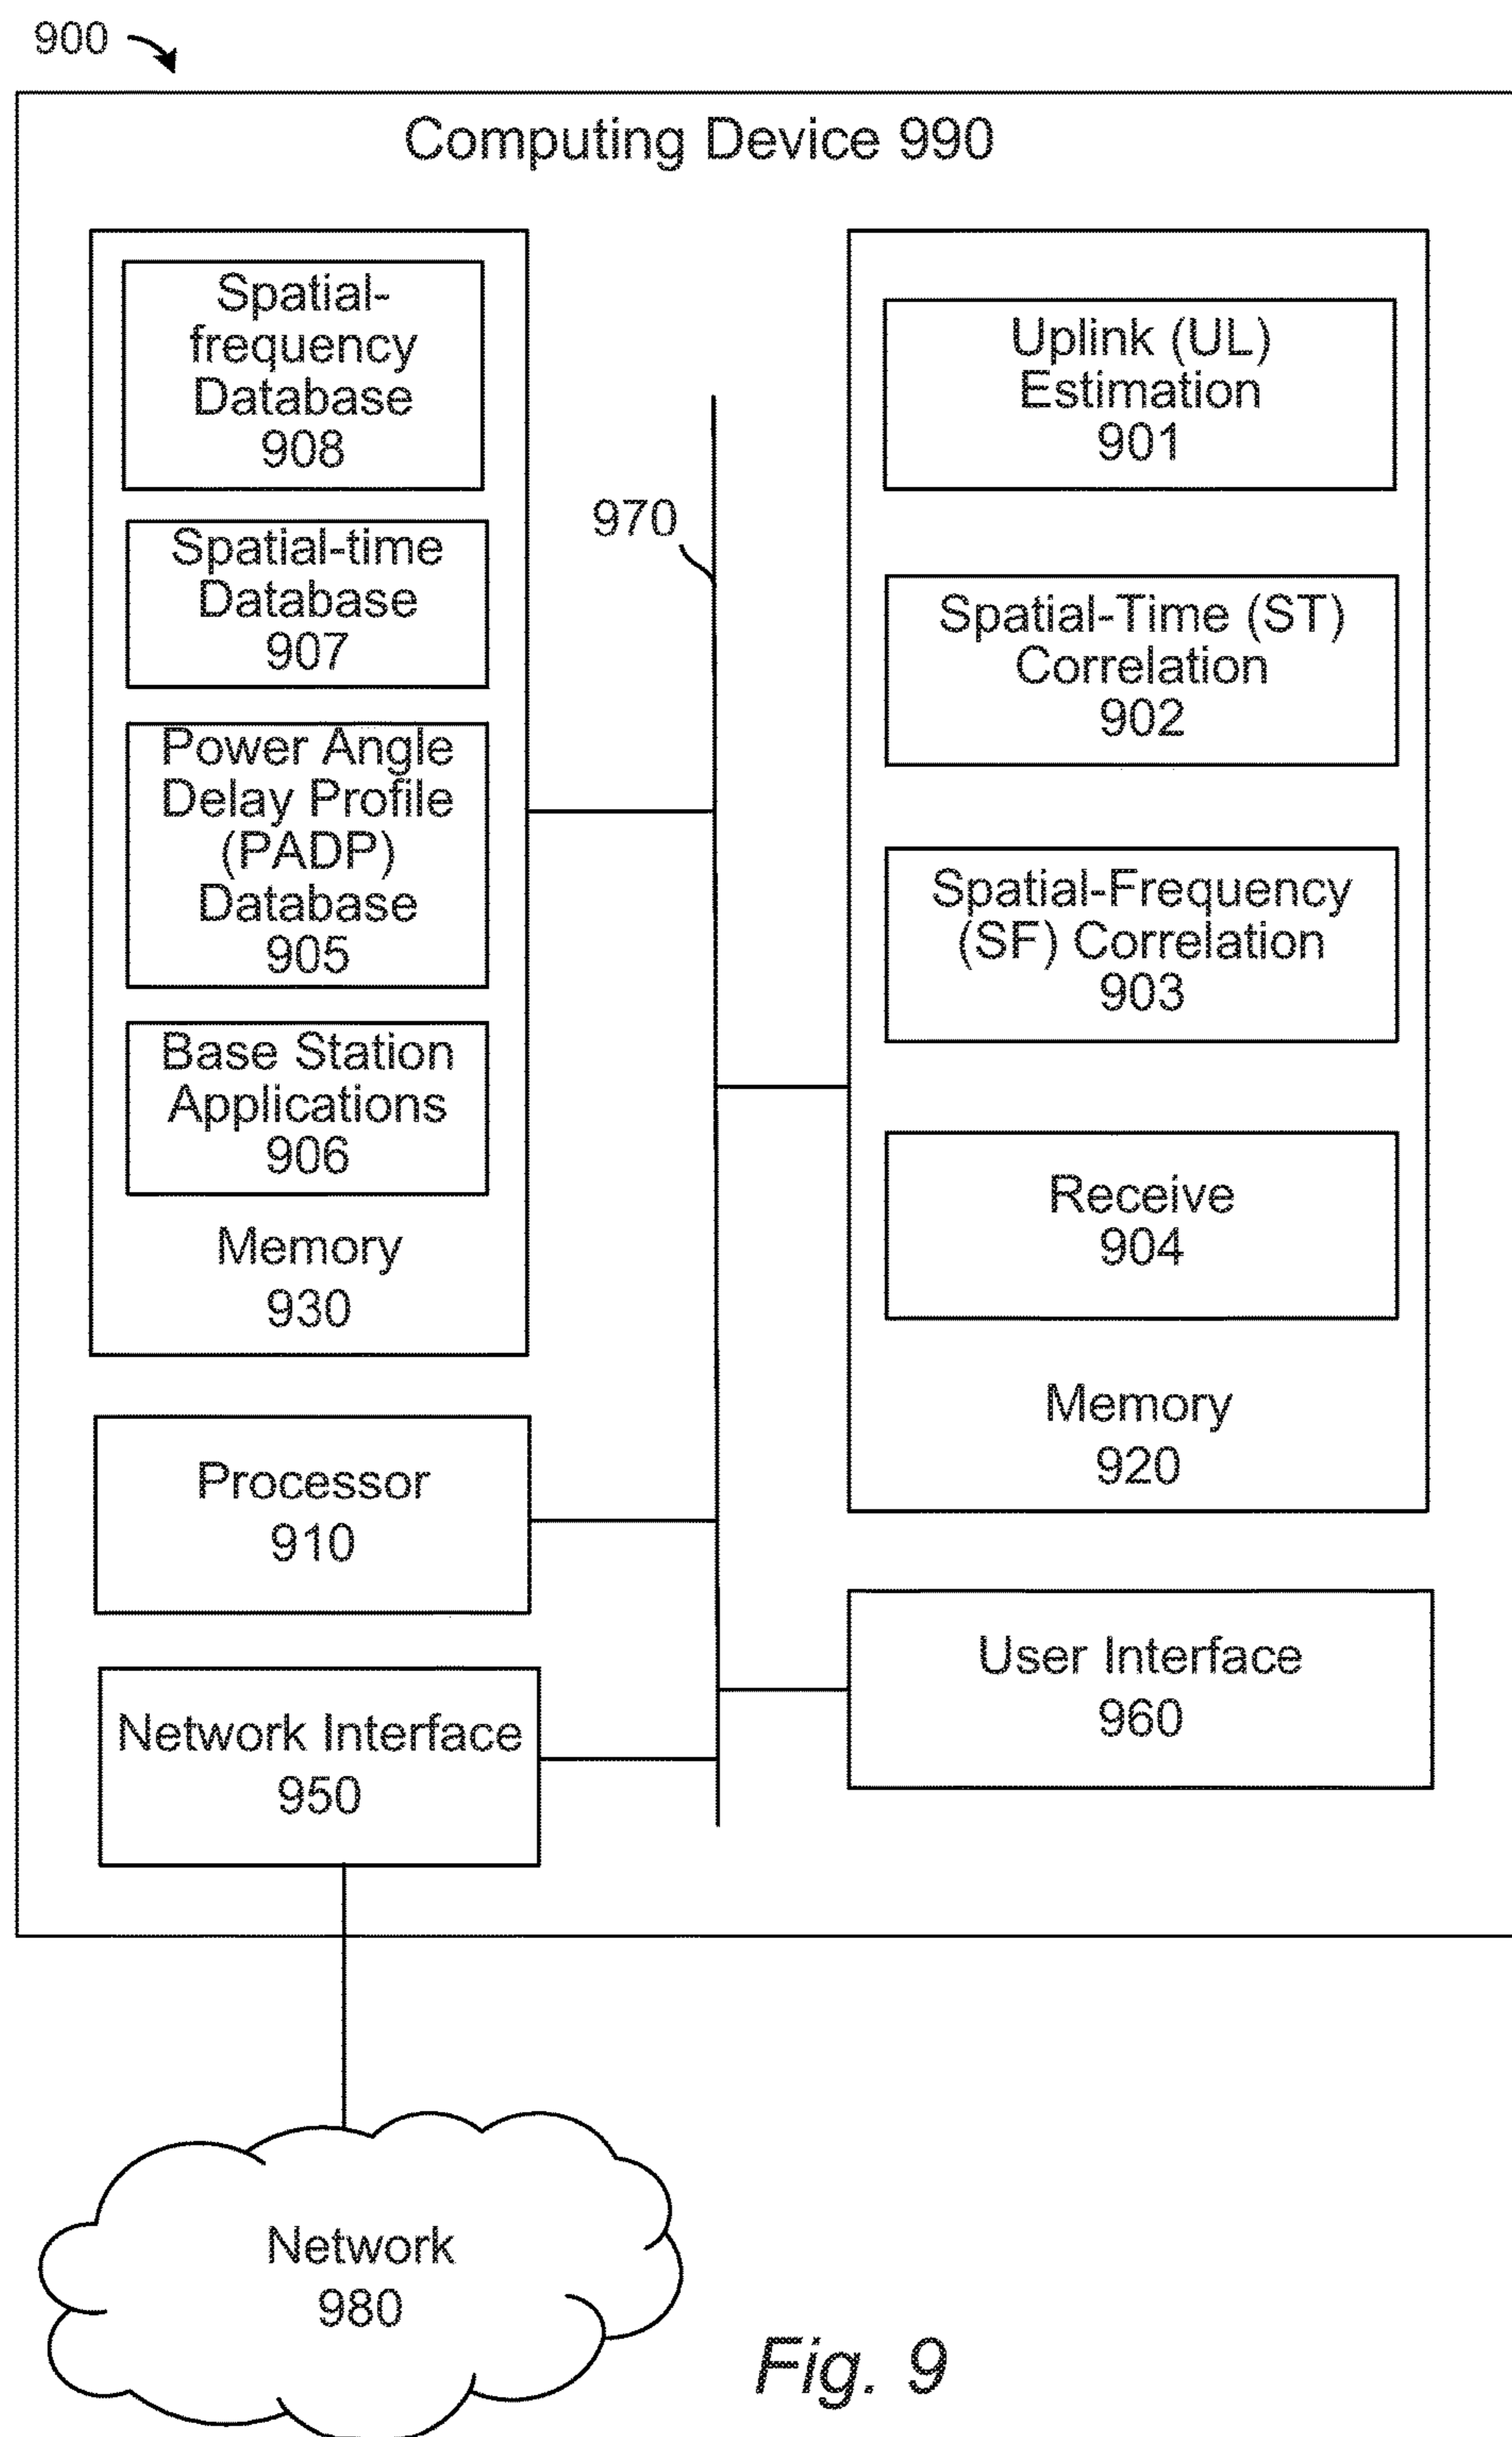 900
Computing Device 990
Spatial-
frequency
Database
908
Spatial-time
Database
907
Power Angle
Delay Profile
(PADP)
Database
905
Base Station
Applications
906
Memory
930
970
Uplink (UL)
Estimation
901
Spatial-Time (ST)
Correlation
902
Spatial-Frequency
(SF) Correlation
903
Receive
904
Memory
920
Processor
910
Network Interface
950
User Interface
960
Network
980
Fig. 9